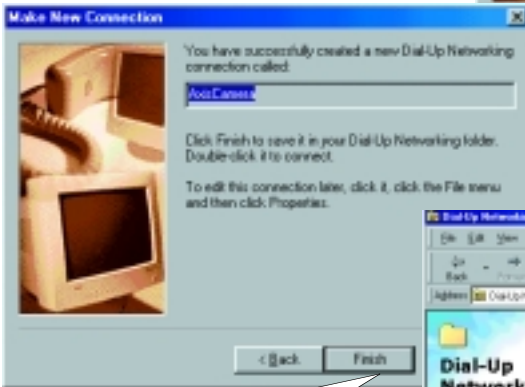 Make New Connection
You have successfully created a new Dial-Up Networking
connection called:
AxisCamera
Click Finish to save it in your Dial-Up Networking folder.
Double-click it to connect.
To edit this connection later, click it, click the File menu
and then click Properties.
< Back
Finish
Dial-Up Networki
File Edit View
Back
Address Dial-Up
Dial-Up
Network